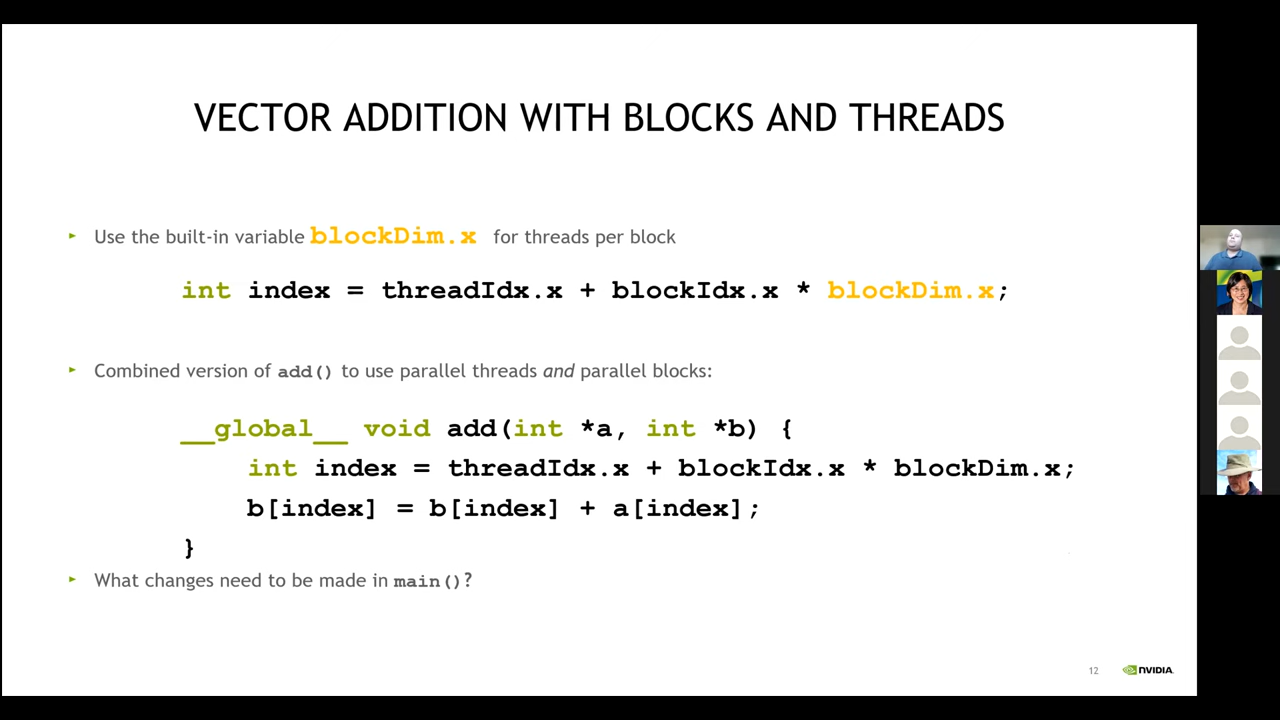 VECTOR ADDITION WITH BLOCKS AND THREADS
Use the built-in variable blockDim.x for threads per block
int index = threadIdx.x + blockIdx.x * blockDim.x;
Combined version of add() to use parallel threads and parallel blocks:
__global__ void add(int *a, int *b) {
int index = threadIdx.x + blockIdx.x * blockDim.x;
b[index] = b[index] + a[index];
}
What changes need to be made in main()?
12 NVIDIA.